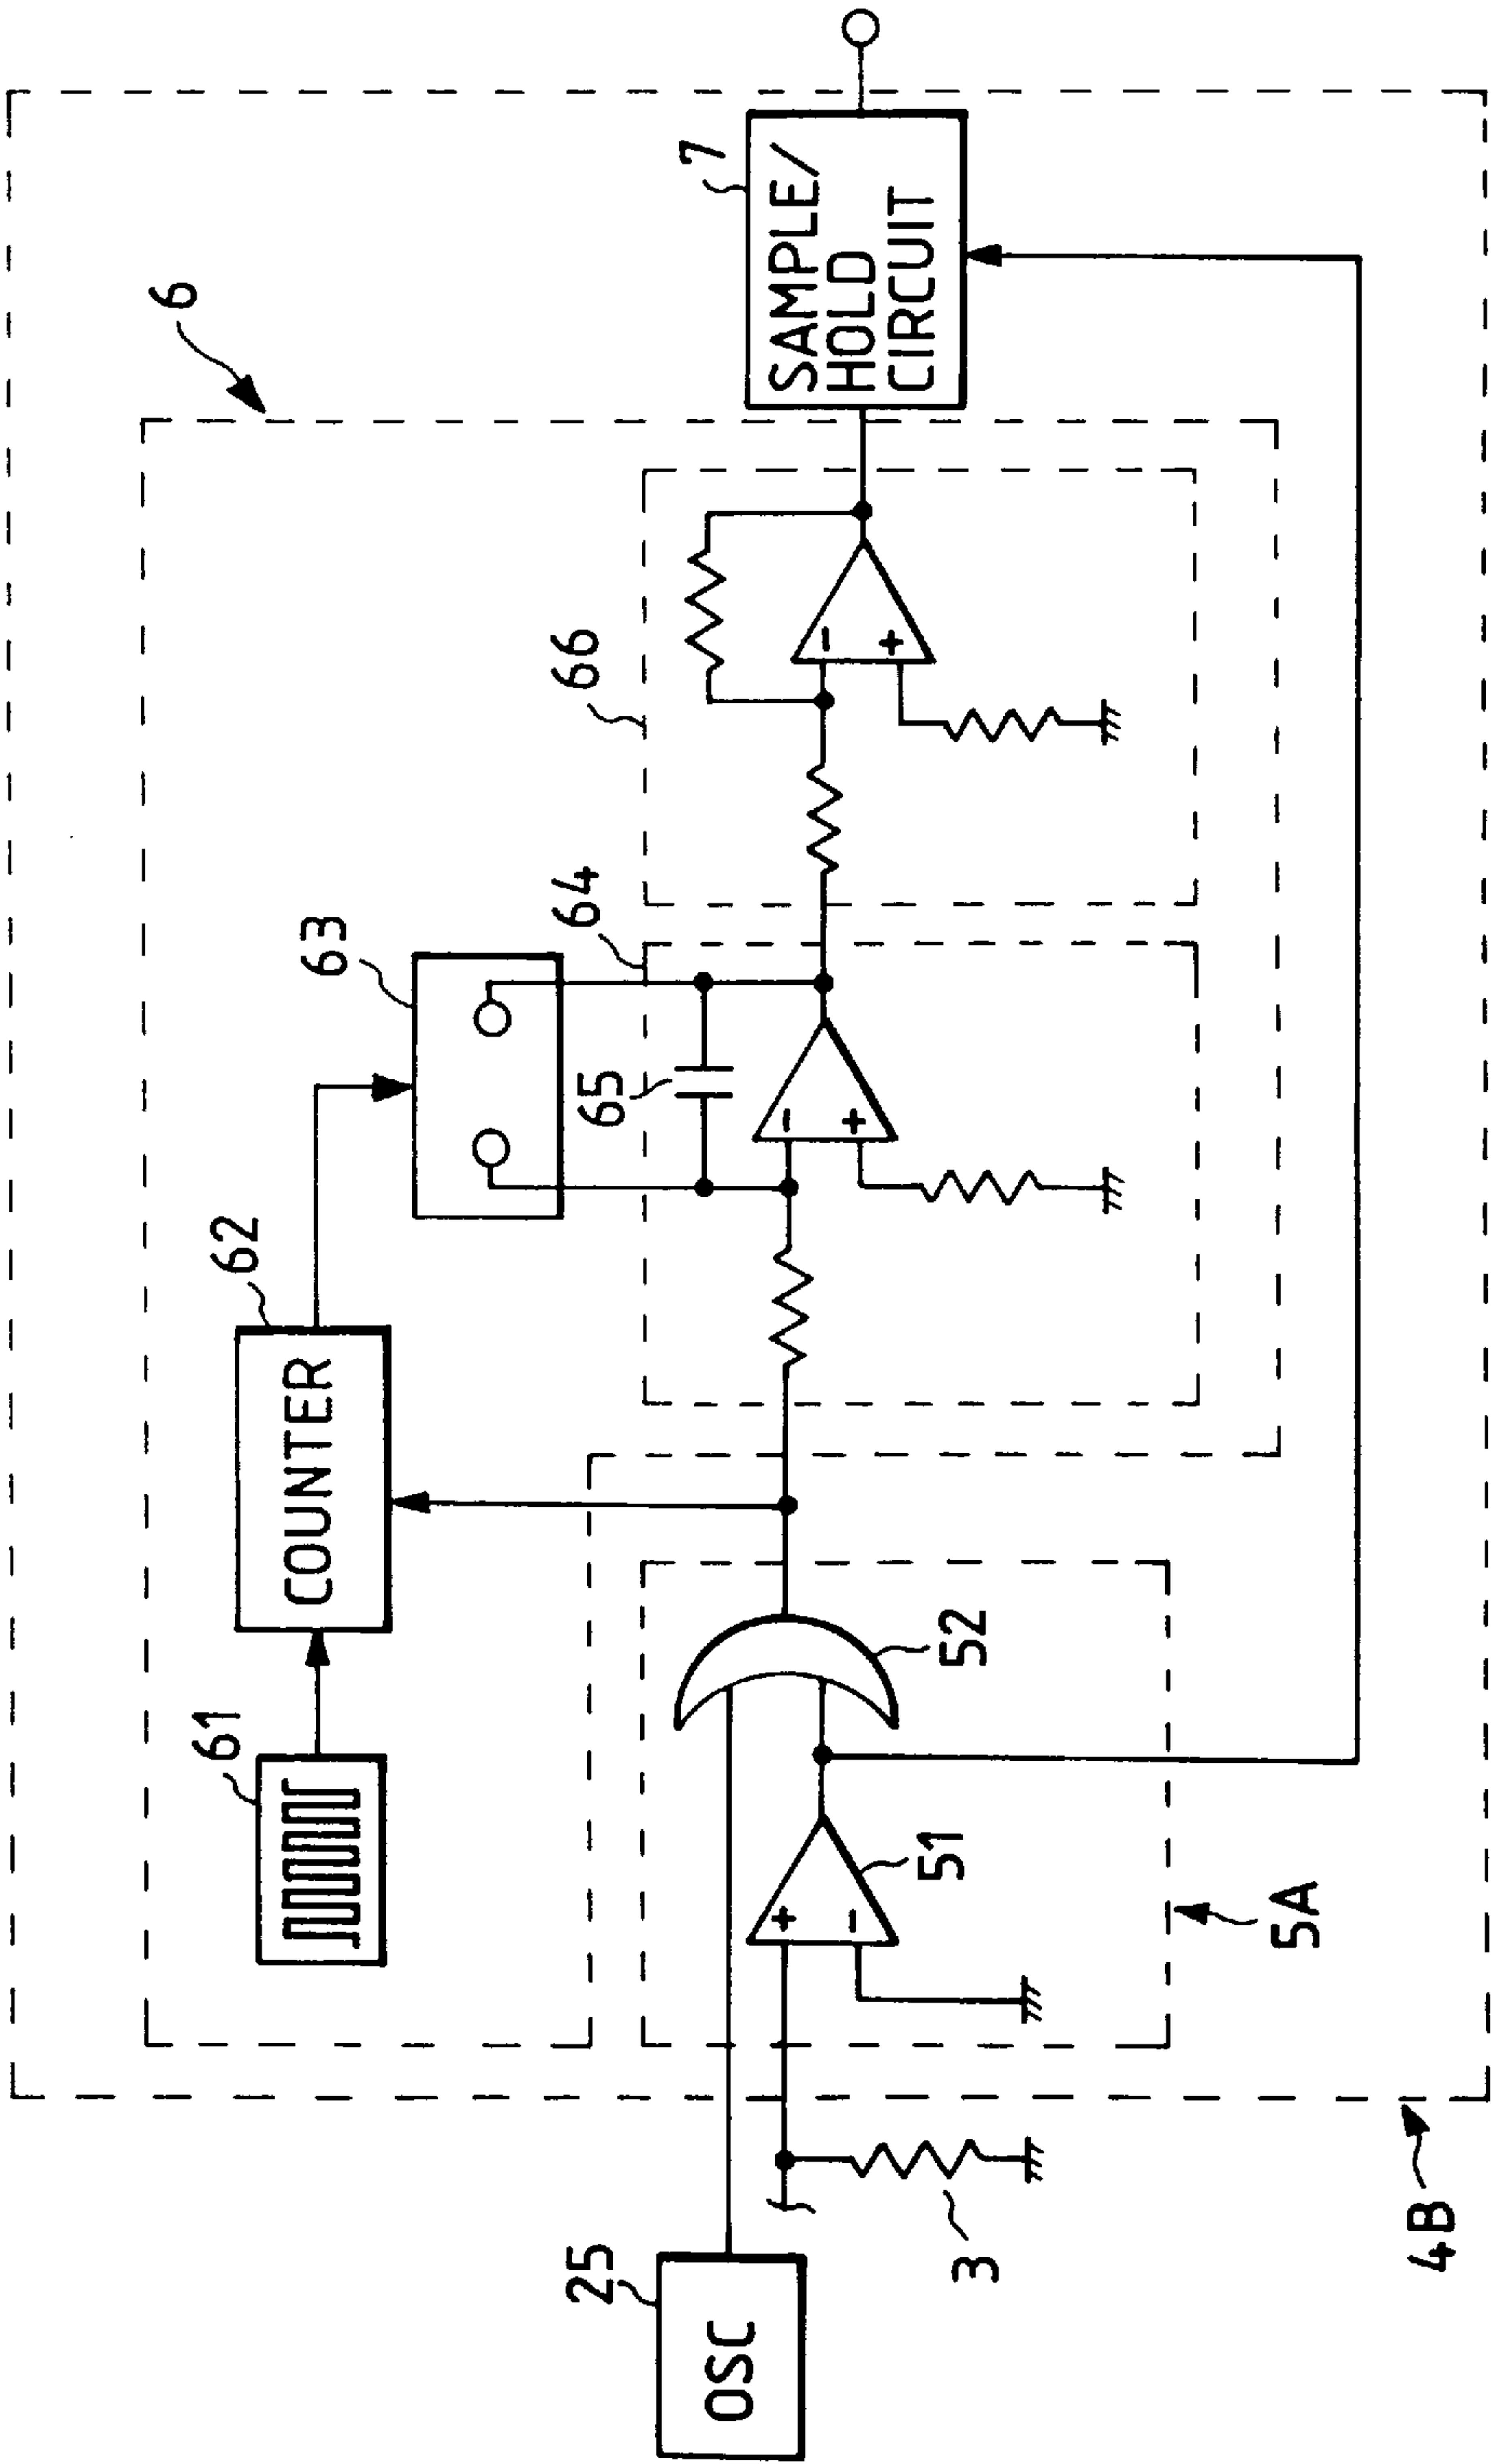 6
7
SAMPLE/
HOLD
CIRCUIT
66
-
+
63
64
65
-
+
62
COUNTER
61
52
51
+
-
5A
25
OSC
3
4B